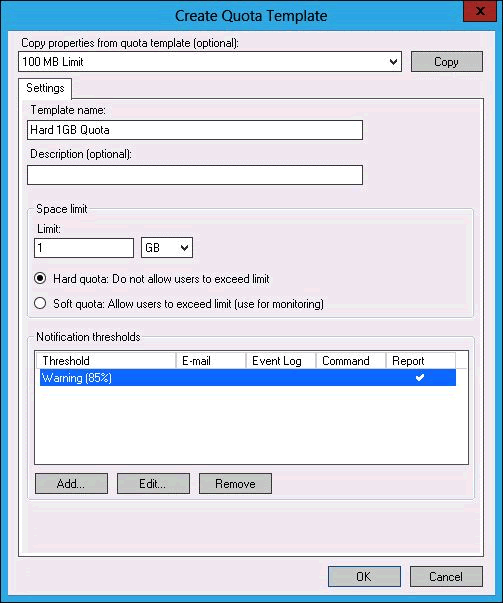 Create Quota Template
x
Copy properties from quota template (optional):
100 MB Limit
Copy
Settings
Template name:
Hard 1GB Quota
Description (optional):
Space limit
Limit:
1 GB
Hard quota: Do not allow users to exceed limit
Soft quota: Allow users to exceed limit (use for monitoring)
Notification thresholds
Threshold E-mail Event Log Command Report
Warning (85%)
Add... Edit... Remove
OK Cancel